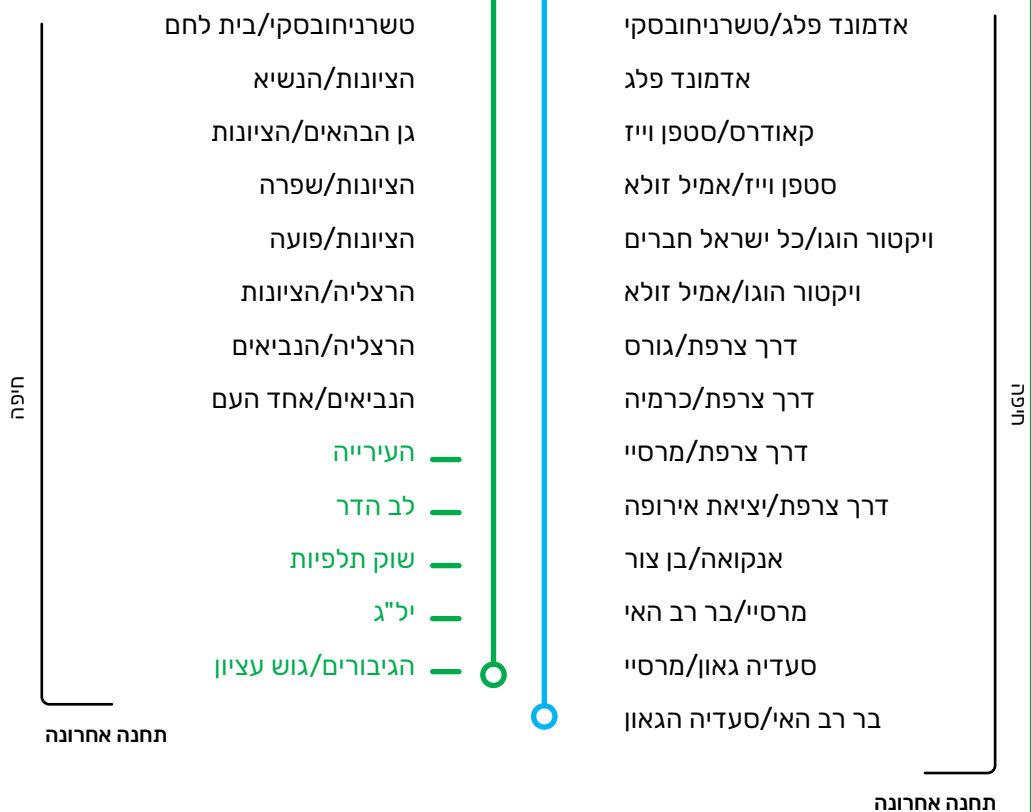 אדמונד פלג/טשרניחובסקי
אדמונד פלג
קאודרס/סטפן וייז
סטפן וייז/אמיל זולא
ויקטור הוגו/כל ישראל חברים
ויקטור הוגו/אמיל זולא
דרך צרפת/גורס
דרך צרפת/כרמיה
דרך צרפת/מרסיי
דרך צרפת/יציאת אירופה
אנקואה/בן צור
מרסיי/בר רב האי
סעדיה גאון/מרסיי
בר רב האי/סעדיה הגאון
חיפה
תחנה אחרונה
טשרניחובסקי/בית לחם
הציונות/הנשיא
גן הבהאים/הציונות
הציונות/שפרה
הציונות/פועה
הרצליה/הציונות
הרצליה/הנביאים
הנביאים/אחד העם
העירייה
לב הדר
שוק תלפיות
יל"ג
הגיבורים/גוש עציון
חיפה
תחנה אחרונה